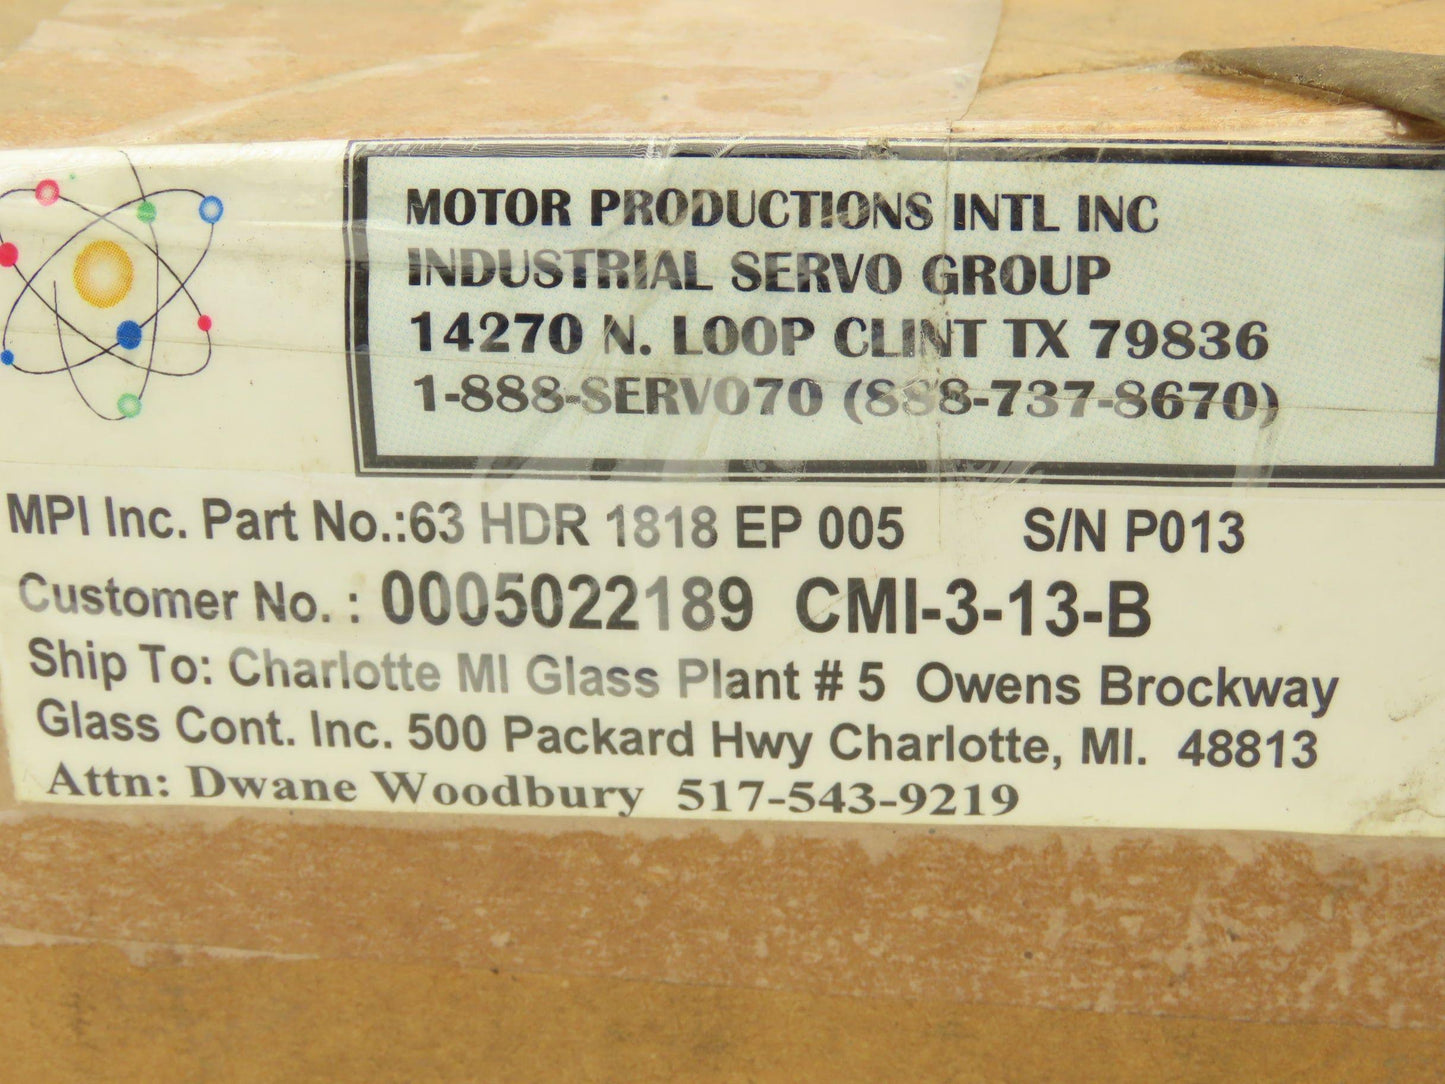 MOTOR PRODUCTIONS INTL INC
INDUSTRIAL SERVO GROUP
14270 N. LOOP CLINT TX 79836
1-888-SERVO70 (888-737-8670)
MPI Inc. Part No.:63 HDR 1818 EP 005 S/N P013
Customer No. : 0005022189 CMI-3-13-B
Ship To: Charlotte MI Glass Plant # 5 Owens Brockway
Glass Cont. Inc. 500 Packard Hwy Charlotte, MI. 48813
Attn: Dwane Woodbury 517-543-9219